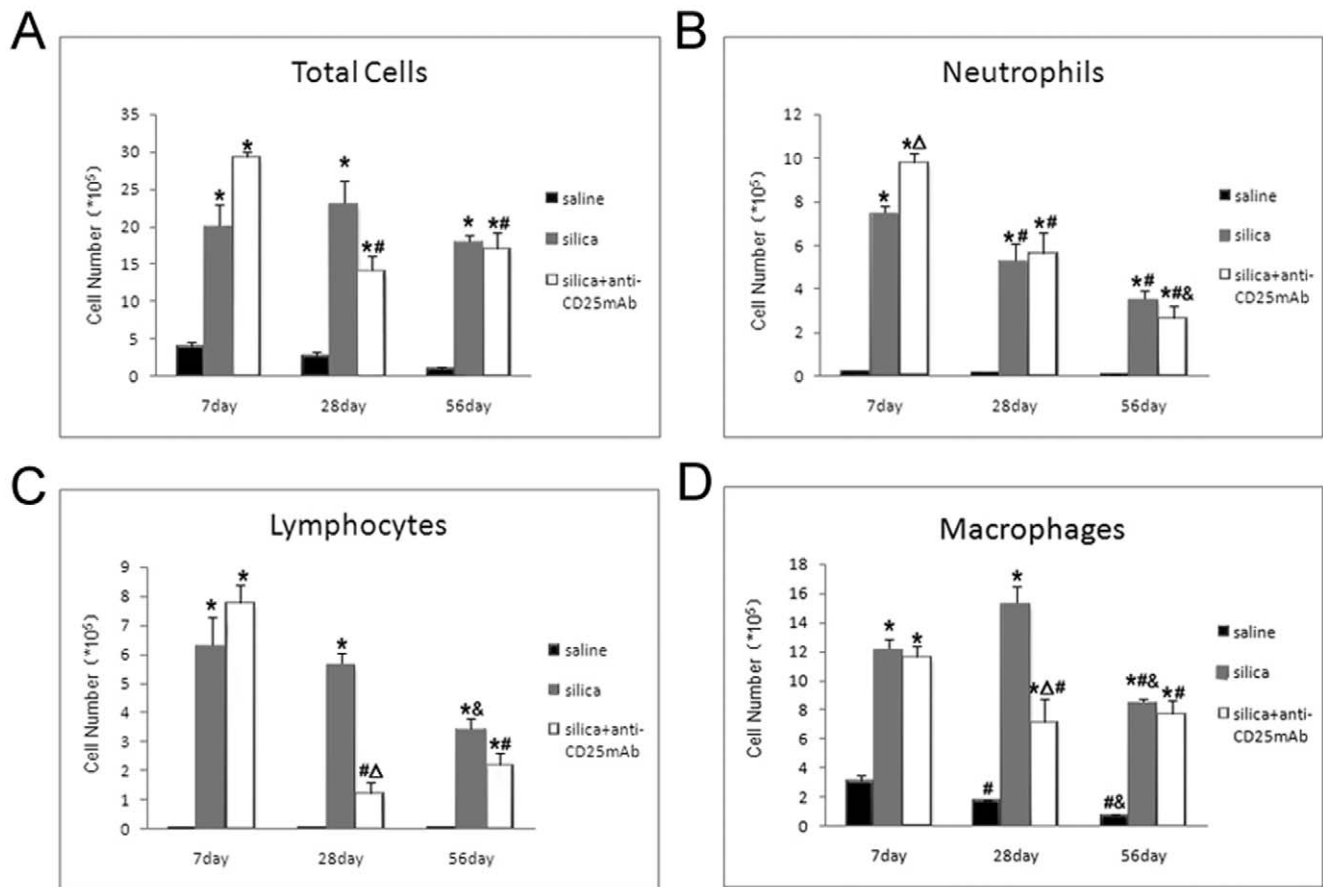 A
Total Cells
Cell Number (*10⁵)
35
30
25
20
15
10
5
0
*
*
*
*#
*
*#
7day
28day
56day
saline
silica
silica+anti-
CD25mAb
B
Neutrophils
Cell Number (*10⁵)
12
10
8
6
4
2
0
*
*Δ
*#
*#
*#
*#&
7day
28day
56day
saline
silica
silica+anti-
CD25mAb
C
Lymphocytes
Cell Number (*10⁵)
9
8
7
6
5
4
3
2
1
0
*
*
*
#Δ
*&
*#
7day
28day
56day
saline
silica
silica+anti-
CD25mAb
D
Macrophages
Cell Number (*10⁵)
18
16
14
12
10
8
6
4
2
0
*
*
#
*
*Δ#
#&
*#&
*#
7day
28day
56day
saline
silica
silica+anti-
CD25mAb